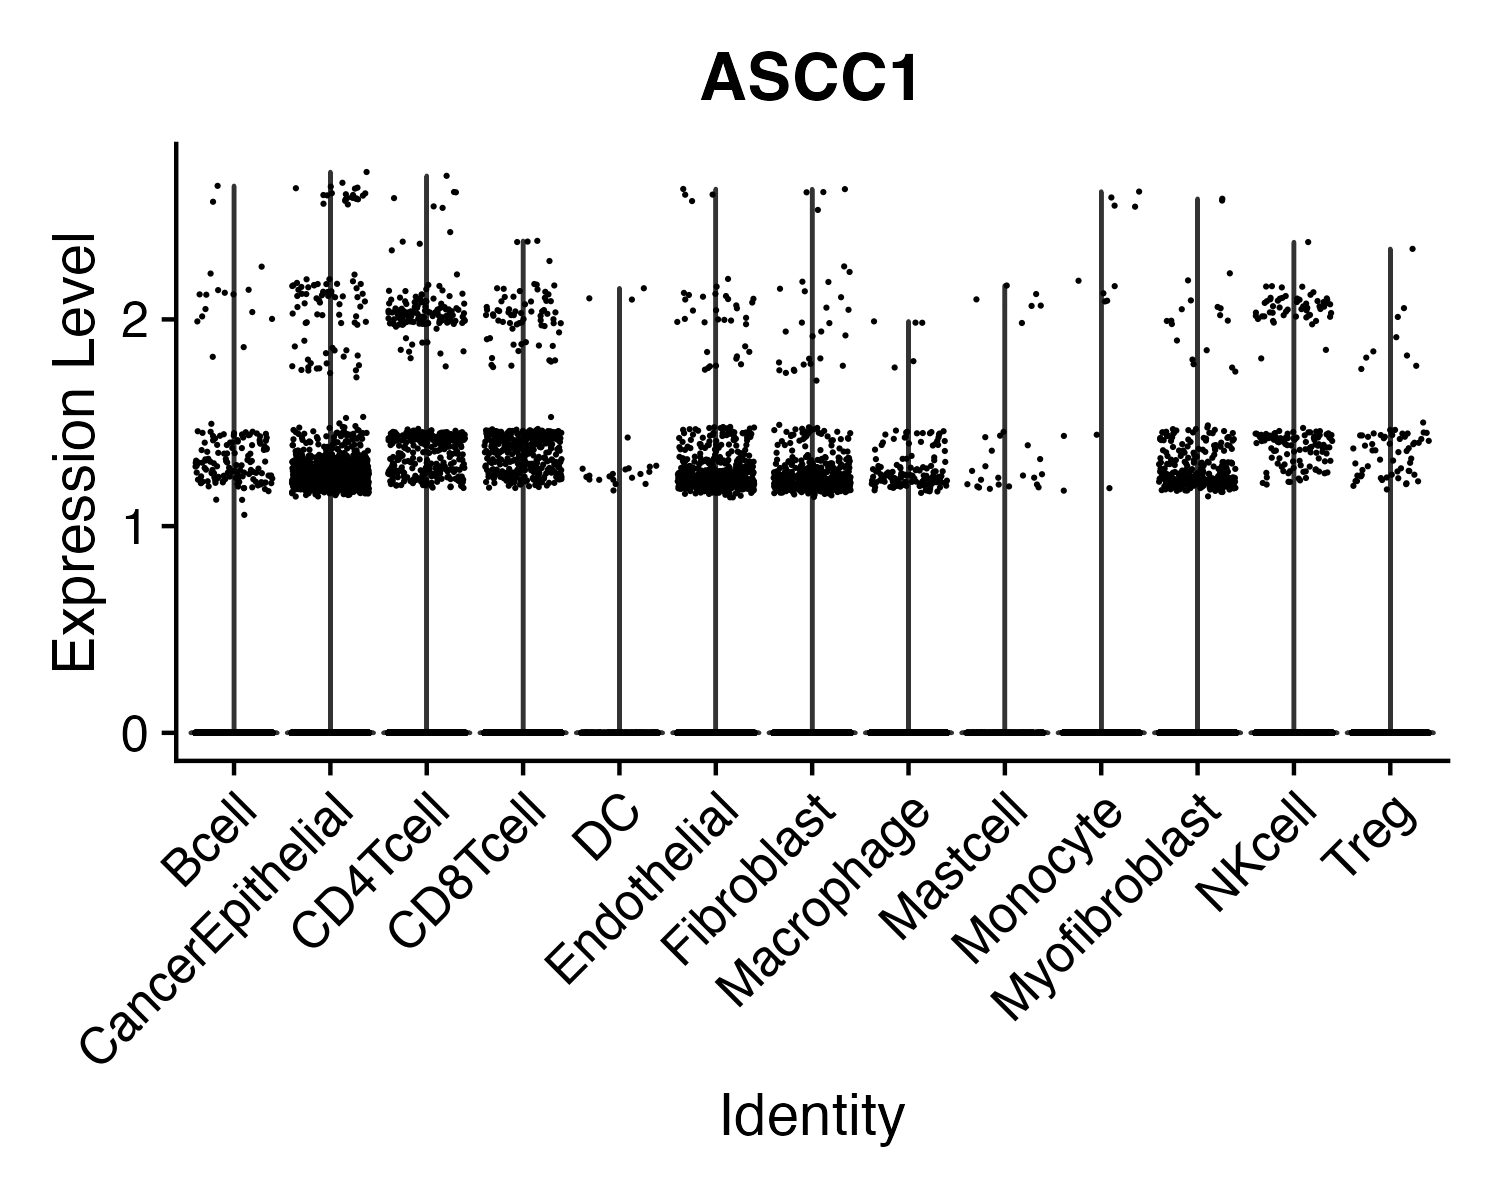 ASCC1
Expression Level
2
1
0
Bcell
CancerEpithelial
CD4Tcell
CD8Tcell
DC
Endothelial
Fibroblast
Macrophage
Mastcell
Monocyte
Myofibroblast
NKcell
Treg
Identity